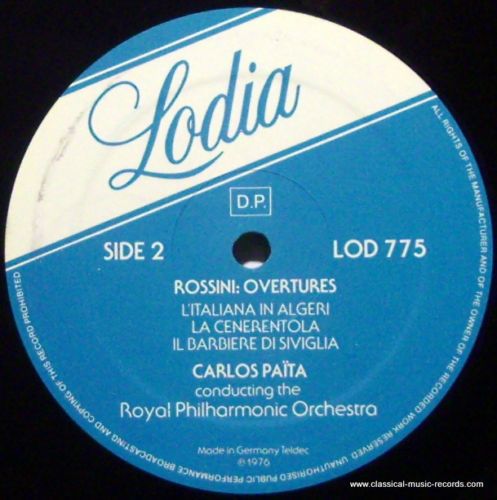 Lodia
D.P.
SIDE 2
LOD 775
ROSSINI: OVERTURES
L'ITALIANA IN ALGERI
LA CENERENTOLA
IL BARBIERE DI SIVIGLIA
CARLOS PAÏTA
conducting the
Royal Philharmonic Orchestra
Made in Germany Teldec
℗ 1976
ALL RIGHTS OF THE MANUFACTURER AND OF THE OWNER OF THE RECORDED WORK RESERVED UNAUTHORISED PUBLIC PERFORMANCE BROADCASTING AND COPYING OF THIS RECORD PROHIBITED
www.classical-music-records.com